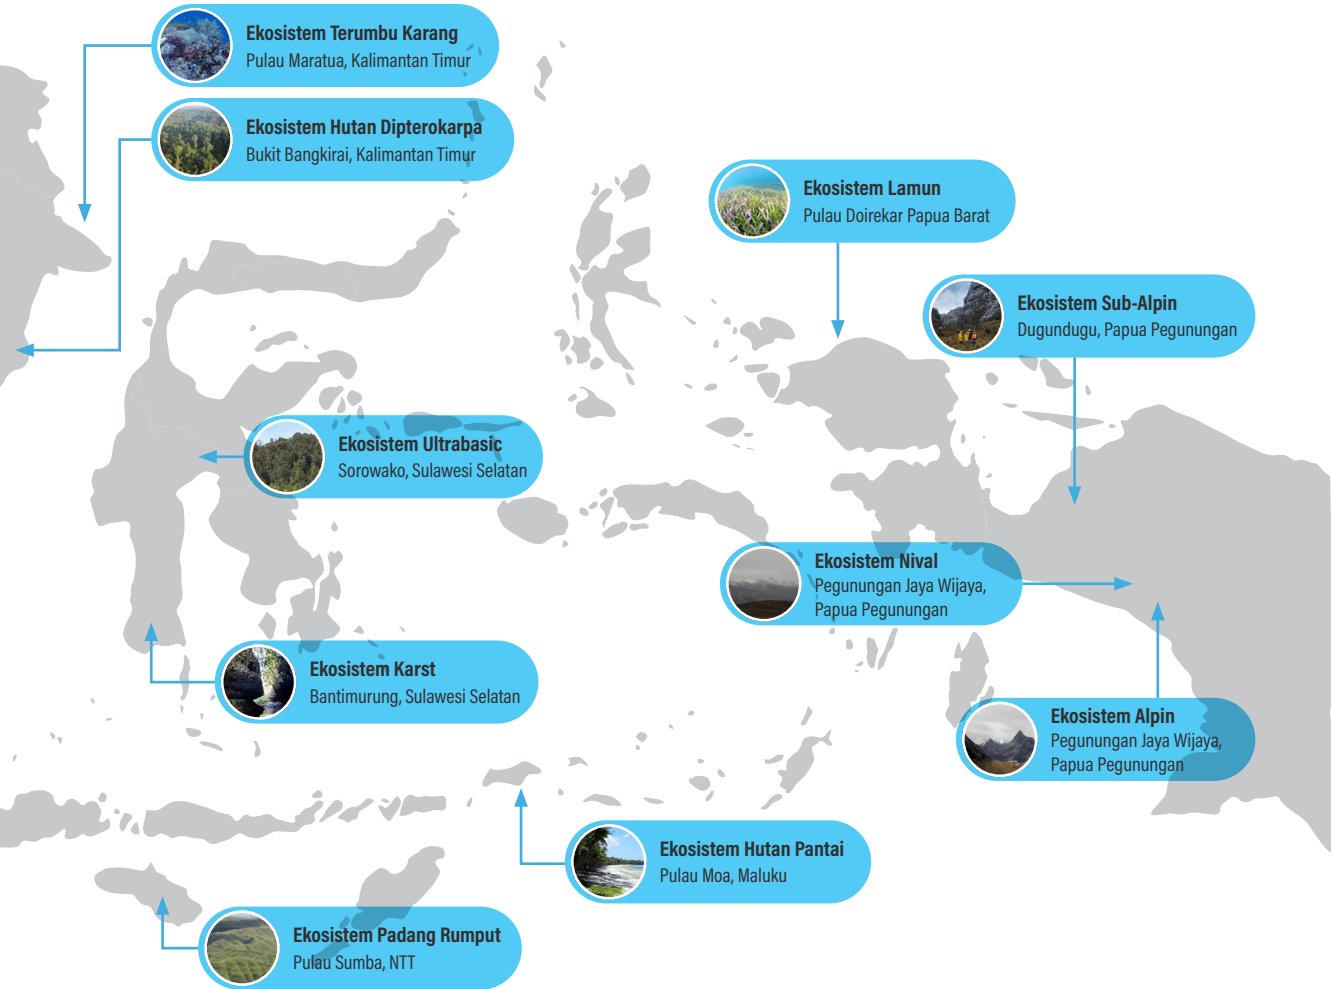 Ekosistem Terumbu Karang
Pulau Maratua, Kalimantan Timur
Ekosistem Hutan Dipterokarpa
Bukit Bangkirai, Kalimantan Timur
Ekosistem Lamun
Pulau Doirekar Papua Barat
Ekosistem Sub-Alpin
Dugundugu, Papua Pegunungan
Ekosistem Ultrabasic
Sorowako, Sulawesi Selatan
Ekosistem Nival
Pegunungan Jaya Wijaya,
Papua Pegunungan
Ekosistem Karst
Bantimurung, Sulawesi Selatan
Ekosistem Alpin
Pegunungan Jaya Wijaya,
Papua Pegunungan
Ekosistem Hutan Pantai
Pulau Moa, Maluku
Ekosistem Padang Rumput
Pulau Sumba, NTT